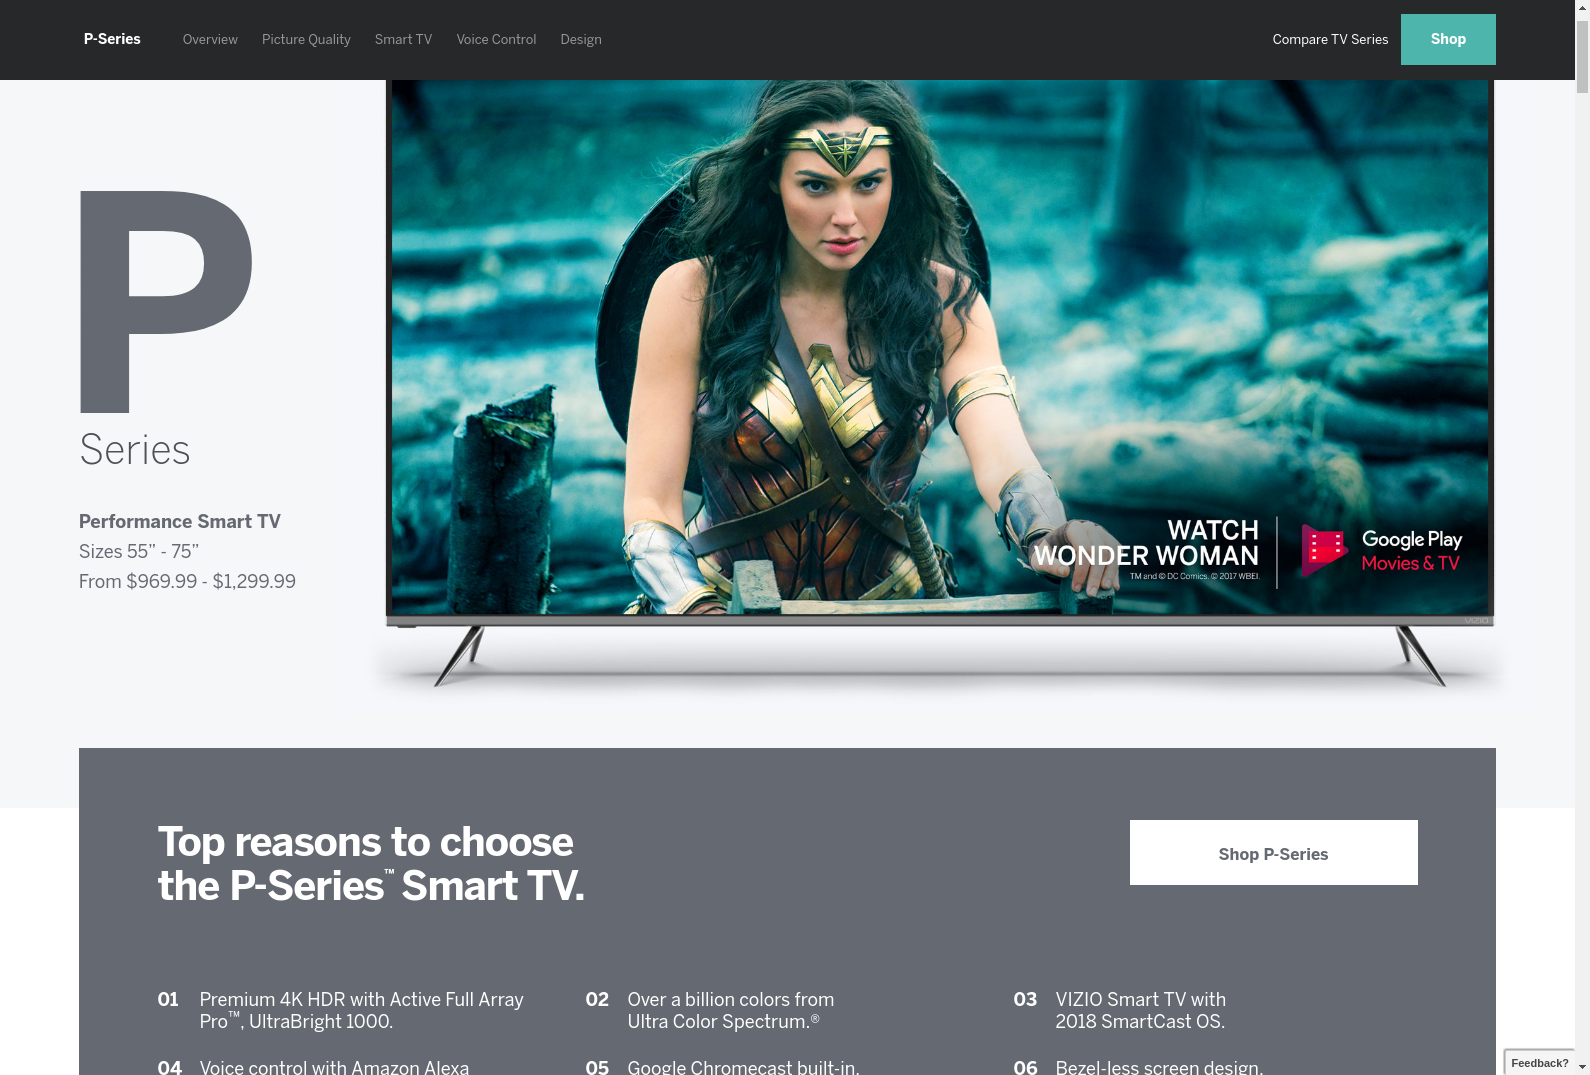 P-Series
Overview
Picture Quality
Smart TV
Voice Control
Design
Compare TV Series
Shop
P
Series
Performance Smart TV
Sizes 55” - 75”
From $969.99 - $1,299.99
WATCH
WONDER WOMAN
TM and © DC Comics. © 2017 WBEI.
Google Play
Movies & TV
VIZIO
Top reasons to choose
the P-Series™ Smart TV.
Shop P-Series
01 Premium 4K HDR with Active Full Array
Pro™, UltraBright 1000.
02 Over a billion colors from
Ultra Color Spectrum.®
03 VIZIO Smart TV with
2018 SmartCast OS.
04 Voice control with Amazon Alexa
05 Google Chromecast built-in.
06 Bezel-less screen design.
Feedback?